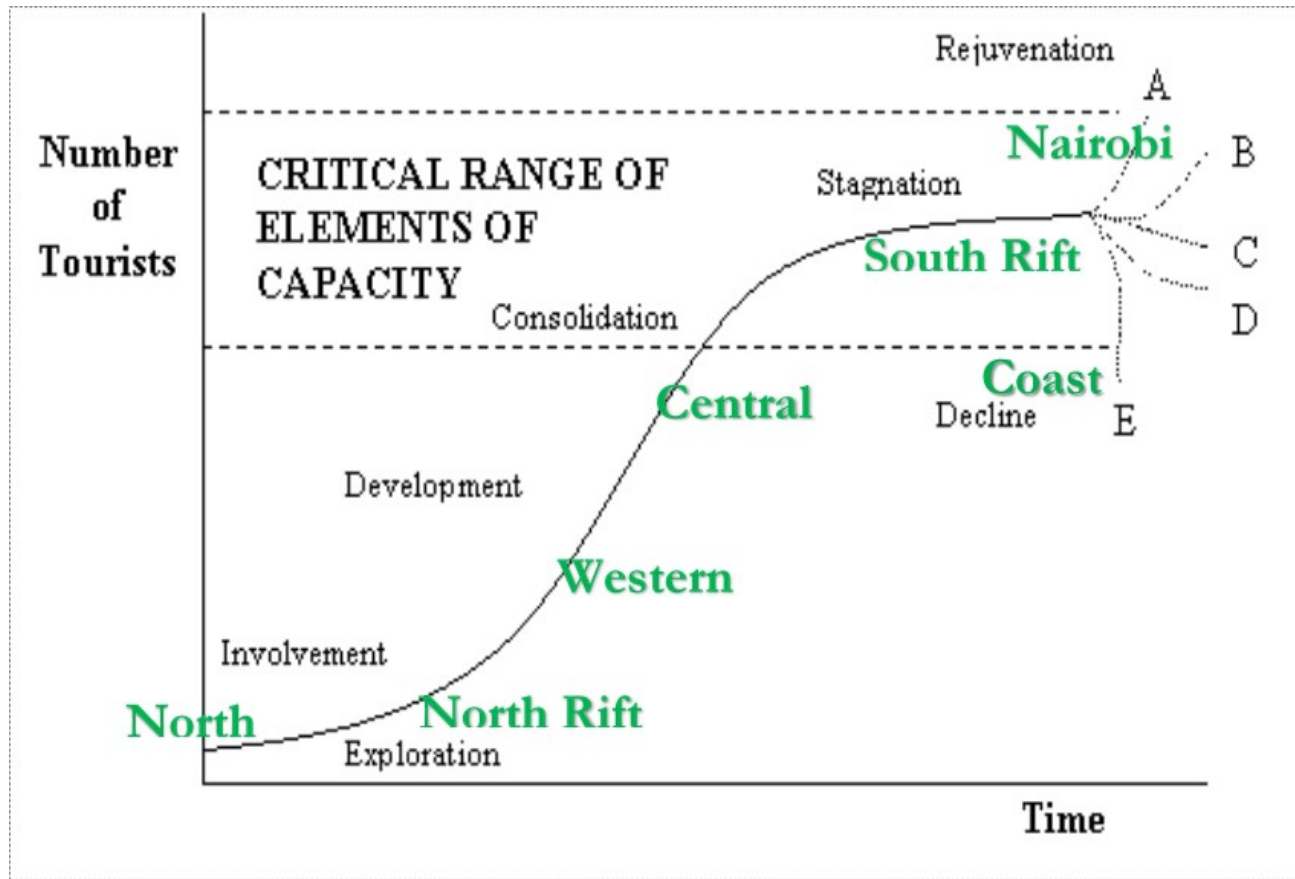 Rejuvenation
A
Number
of
Tourists
CRITICAL RANGE OF
ELEMENTS OF
CAPACITY
Nairobi
B
Stagnation
South Rift
C
Consolidation
D
Central
Coast
Decline
E
Development
Western
Involvement
North
North Rift
Exploration
Time